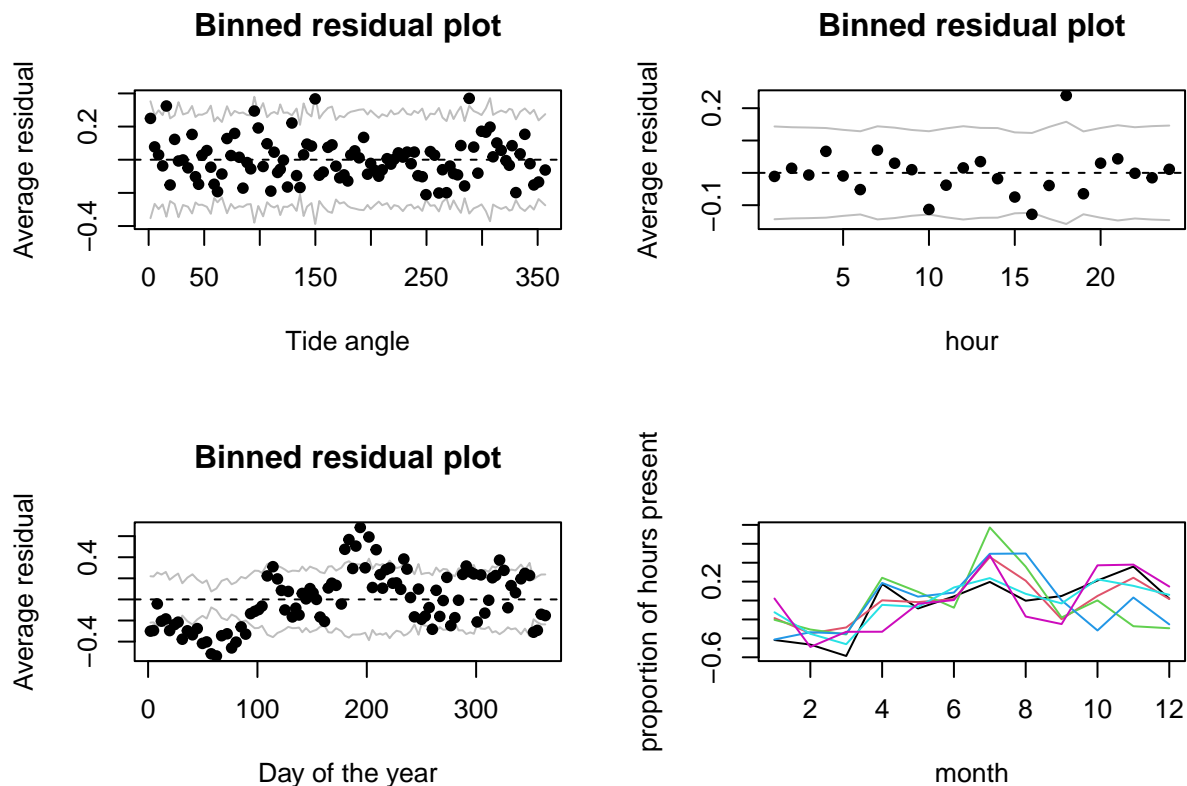 Binned residual plot
Average residual
0.2
−0.4
0 50 150 250 350
Tide angle
Binned residual plot
Average residual
0.2
−0.1
5 10 15 20
hour
Binned residual plot
Average residual
0.4
−0.4
0 100 200 300
Day of the year
proportion of hours present
0.2
−0.6
2 4 6 8 10 12
month